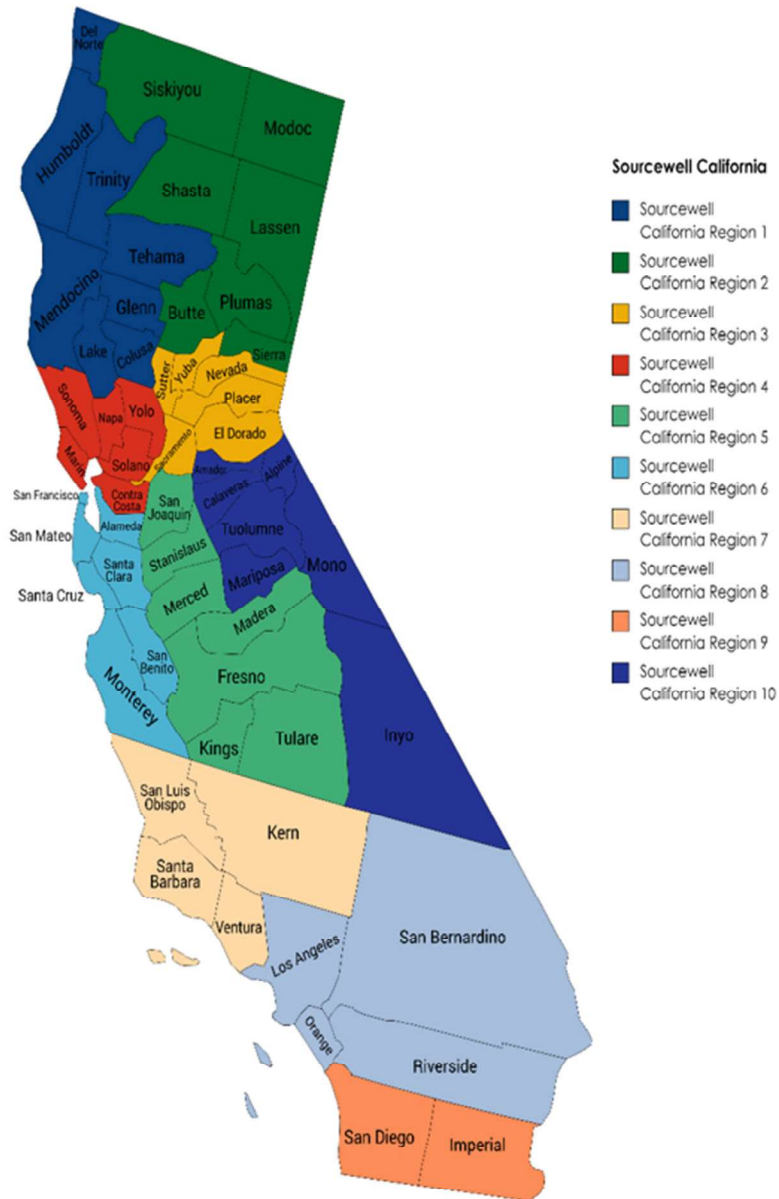 Del
Norte
Siskiyou
Modoc
Humboldt
Trinity
Shasta
Lassen
Tehama
Mendocino
Glenn
Butte
Plumas
Lake
Colusa
Sierra
Sutter
Yuba
Nevada
Placer
Sonoma
Napa
Yolo
El Dorado
Sacramento
Marin
Solano
Amador
Alpine
San Francisco
Contra
Costa
San
Joaquin
Calaveras
Alameda
Tuolumne
San Mateo
Stanislaus
Mono
Santa
Clara
Mariposa
Santa Cruz
Merced
Madera
San
Benito
Fresno
Monterey
Kings
Tulare
Inyo
San Luis
Obispo
Kern
Santa
Barbara
Ventura
Los Angeles
San Bernardino
Orange
Riverside
San Diego
Imperial
Sourcewell California
Sourcewell
California Region 1
Sourcewell
California Region 2
Sourcewell
California Region 3
Sourcewell
California Region 4
Sourcewell
California Region 5
Sourcewell
California Region 6
Sourcewell
California Region 7
Sourcewell
California Region 8
Sourcewell
California Region 9
Sourcewell
California Region 10